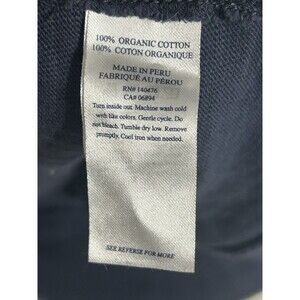 100% ORGANIC COTTON
100% COTON ORGANIQUE
MADE IN PERU
FABRIQUÉ AU PÉROU
RN# 140476
CA# 06894
Turn inside out. Machine wash cold
with like colors. Gentle cycle. Do
not bleach. Tumble dry low. Remove
promptly. Cool iron when needed.
SEE REVERSE FOR MORE